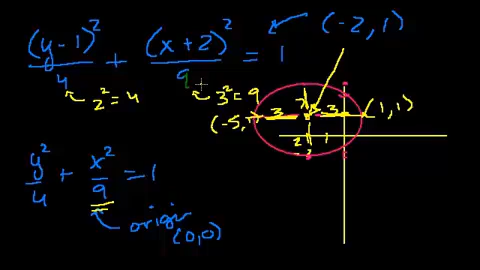 (y-1)²/4 + (x+2)²/9 = 1
(-2, 1)
2² = 4
3² = 9
3 3
(1, 1)
(-5,
2 1
y²/4 + x²/9 = 1
origin
(0,0)